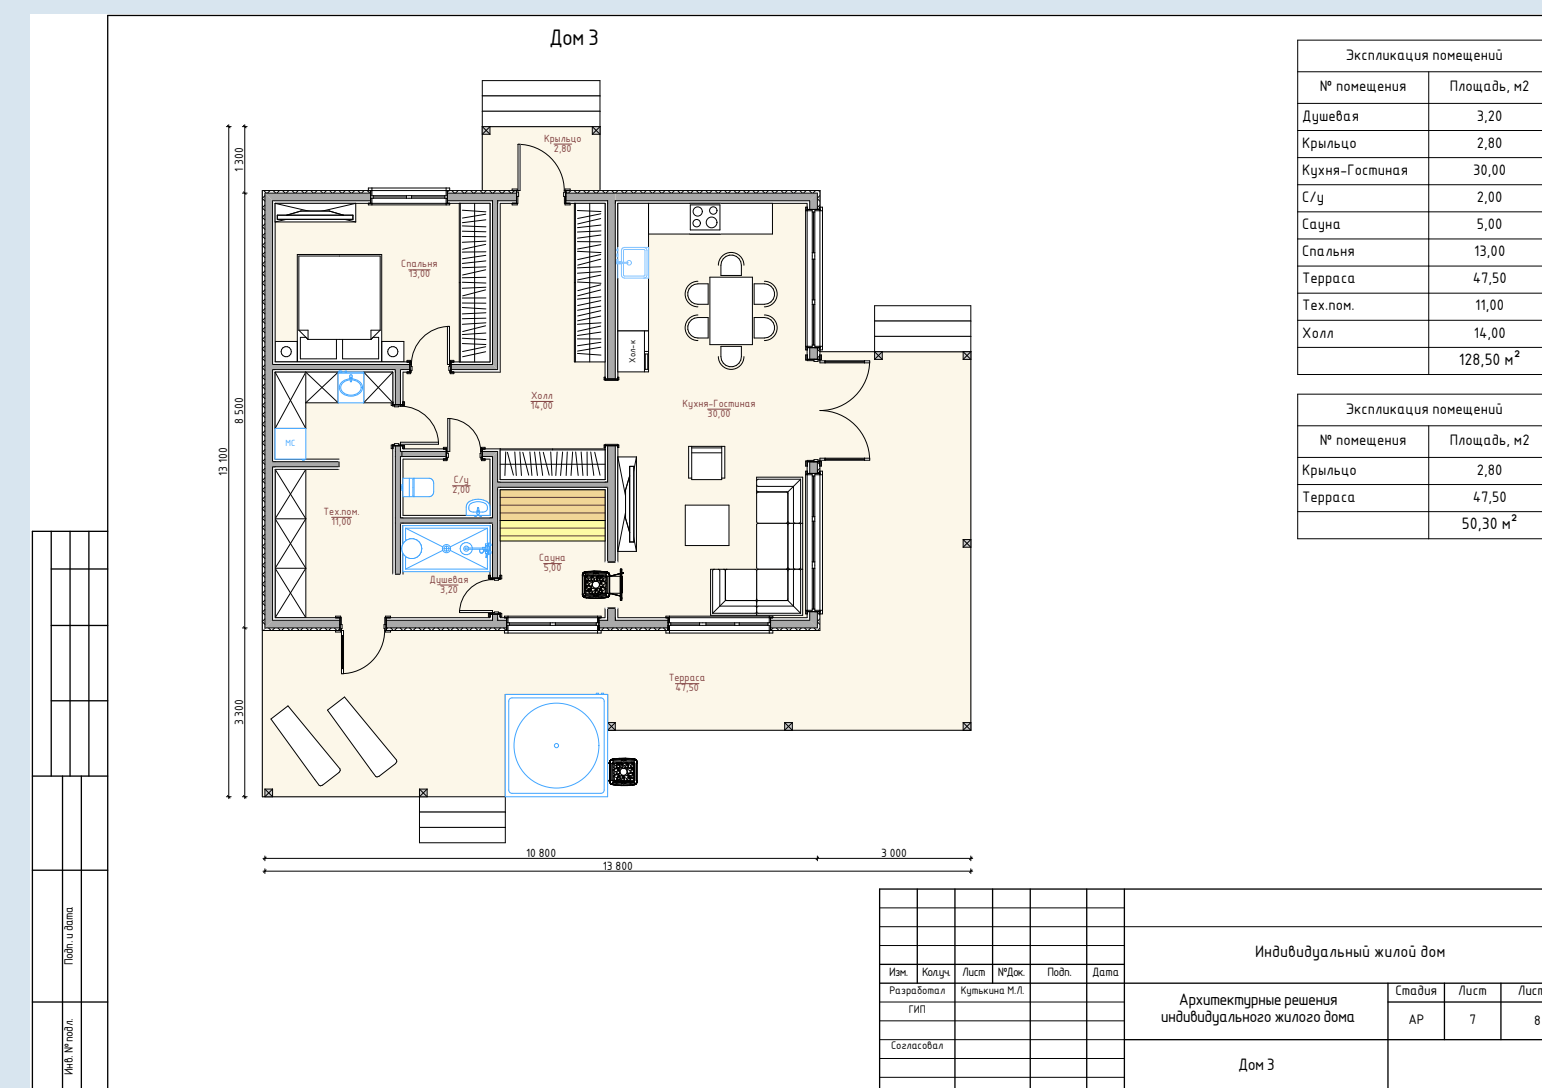 Дом 3
Экспликация помещений
№ помещения Площадь, м2
Душевая 3,20
Крыльцо 2,80
Кухня-Гостиная 30,00
С/у 2,00
Сауна 5,00
Спальня 13,00
Терраса 47,50
Тех.пом. 11,00
Холл 14,00
128,50 м²
Экспликация помещений
№ помещения Площадь, м2
Крыльцо 2,80
Терраса 47,50
50,30 м²
Крыльцо
2,80
Спальня
13,00
Хол-к
Холл
14,00
Кухня-Гостиная
30,00
МС
С/у
2,00
Тех.пом.
11,00
Сауна
5,00
Душевая
3,20
Терраса
47,50
1 300
8 500
13 100
3 300
10 800
3 000
13 800
Подп. и дата
Инв. № подл.
Индивидуальный жилой дом
Изм. Кол.уч. Лист №Док. Подп. Дата
Разработал Кутькина М.Л.
ГИП
Согласовал
Архитектурные решения
индивидуального жилого дома
Стадия Лист Лист
АР 7 8
Дом 3